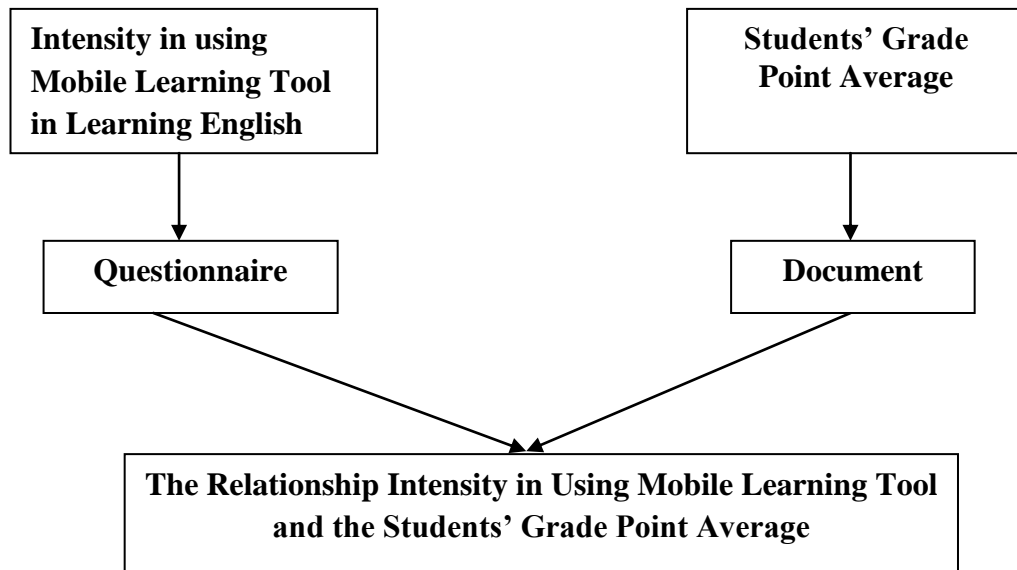 Intensity in using
Mobile Learning Tool
in Learning English
Students’ Grade
Point Average
Questionnaire
Document
The Relationship Intensity in Using Mobile Learning Tool
and the Students’ Grade Point Average